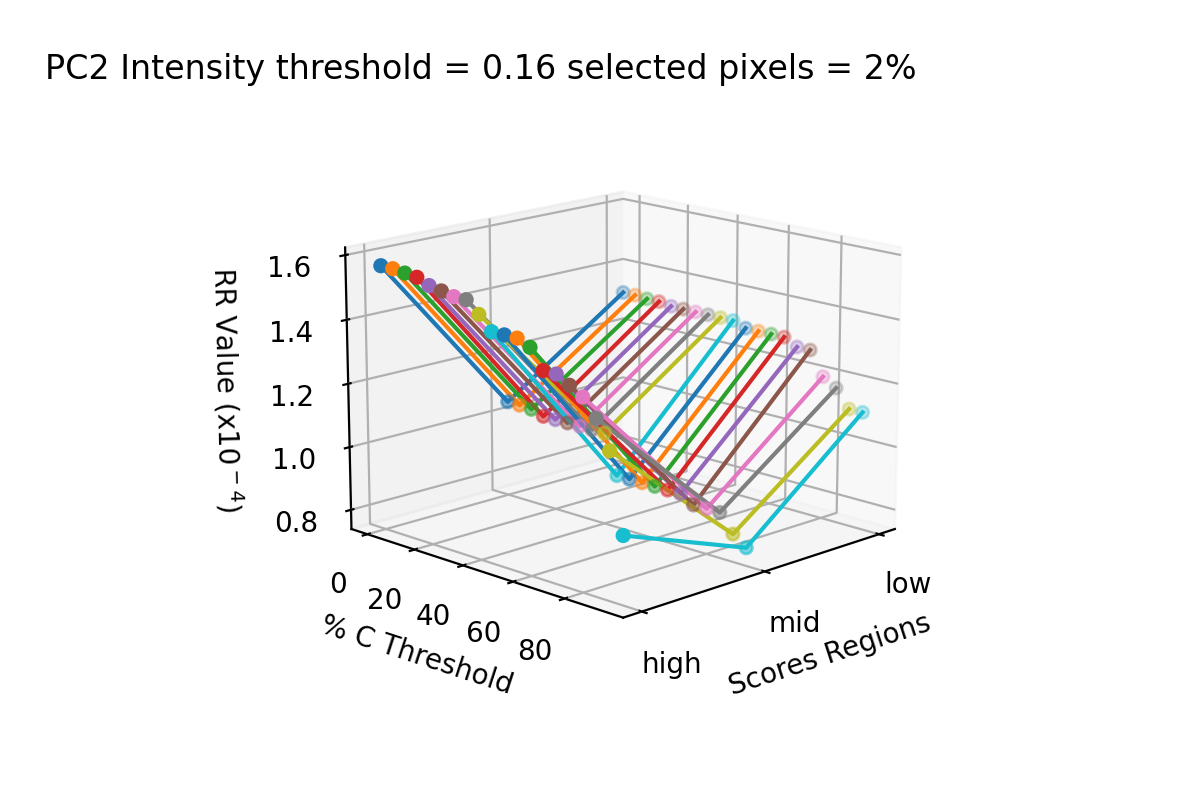 PC2 Intensity threshold = 0.16 selected pixels = 2%
RR Value (x10⁻⁴)
1.6
1.4
1.2
1.0
0.8
0
20
40
60
80
% C Threshold
high
mid
low
Scores Regions